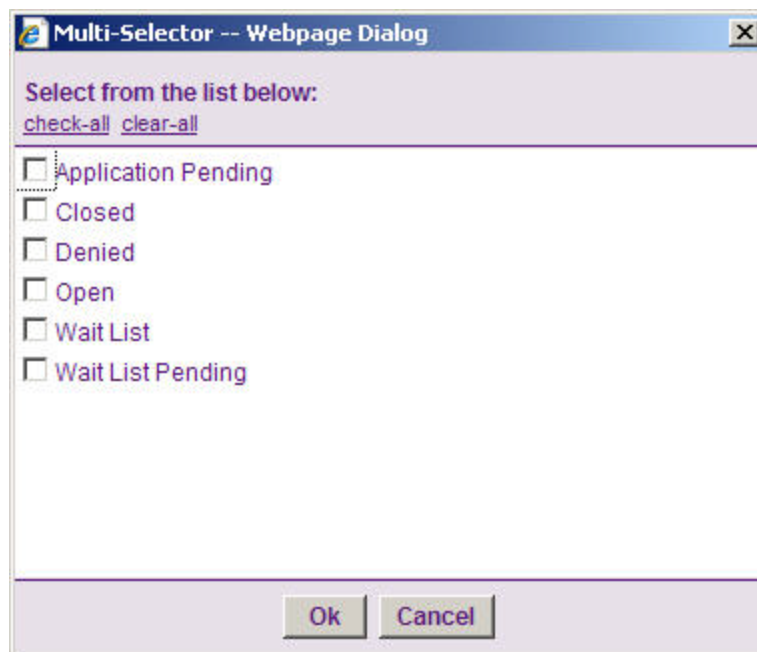 Multi-Selector -- Webpage Dialog
Select from the list below:
check-all clear-all
Application Pending
Closed
Denied
Open
Wait List
Wait List Pending
Ok Cancel